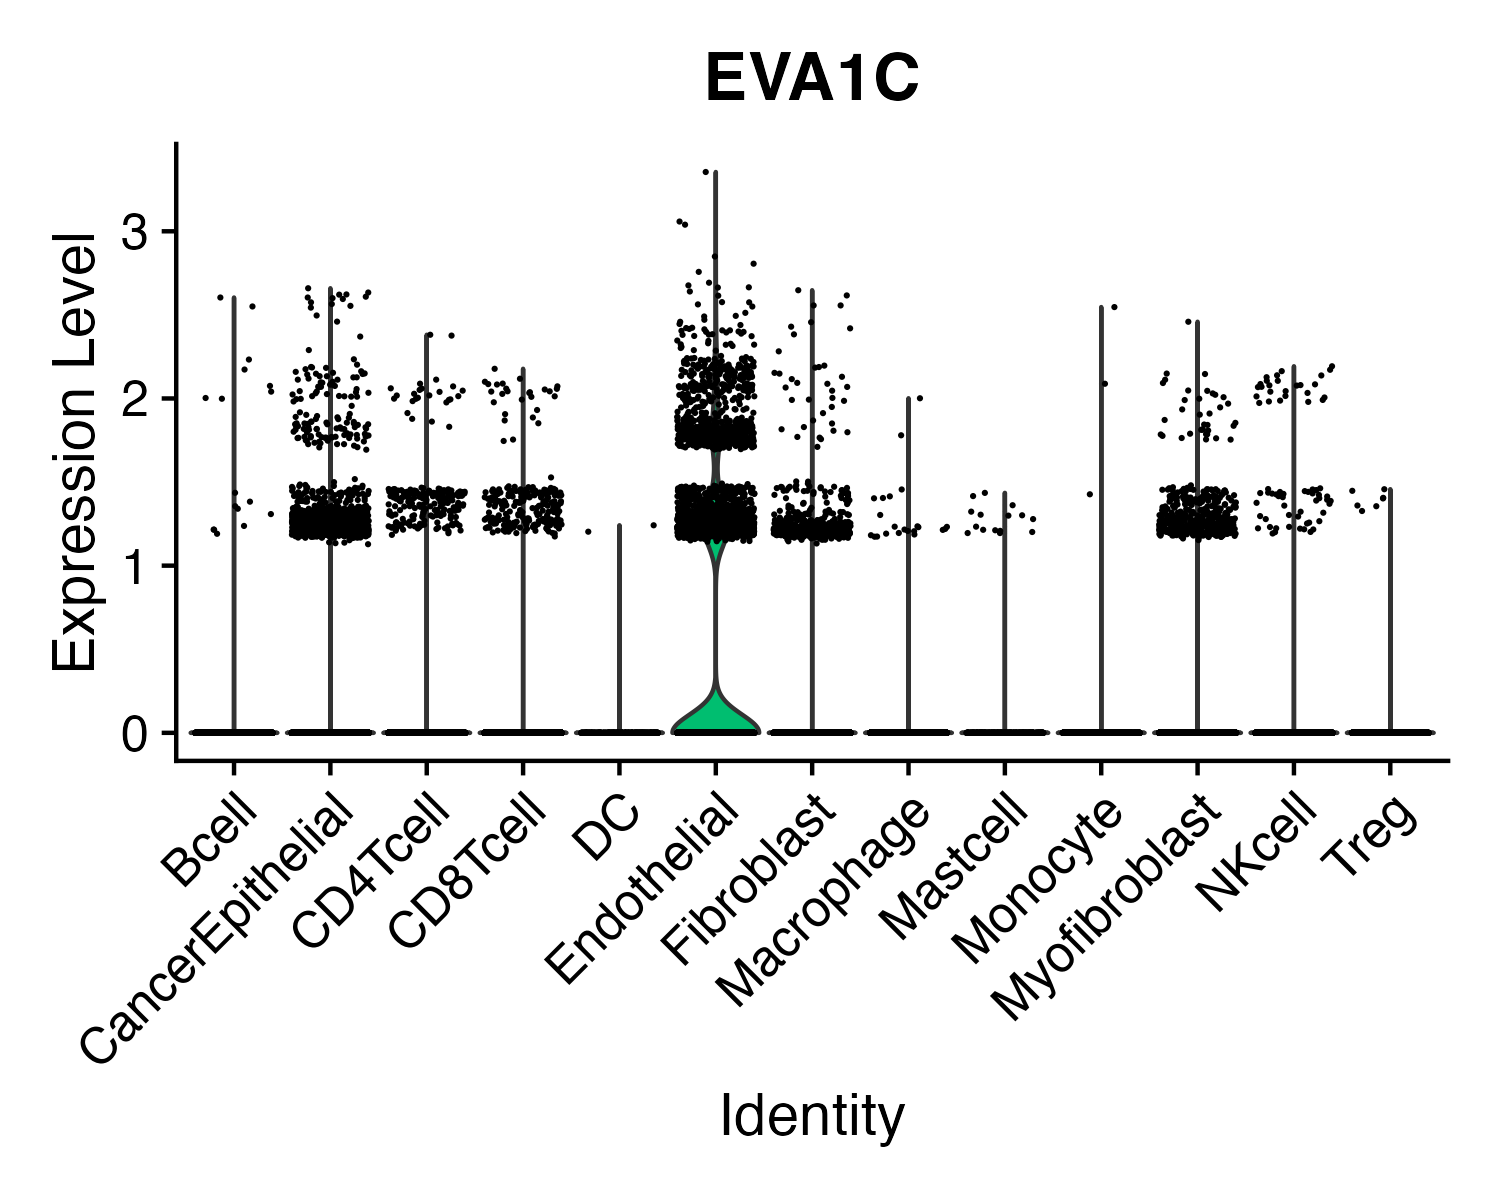 EVA1C
Expression Level
3
2
1
0
Bcell
CancerEpithelial
CD4Tcell
CD8Tcell
DC
Endothelial
Fibroblast
Macrophage
Mastcell
Monocyte
Myofibroblast
NKcell
Treg
Identity